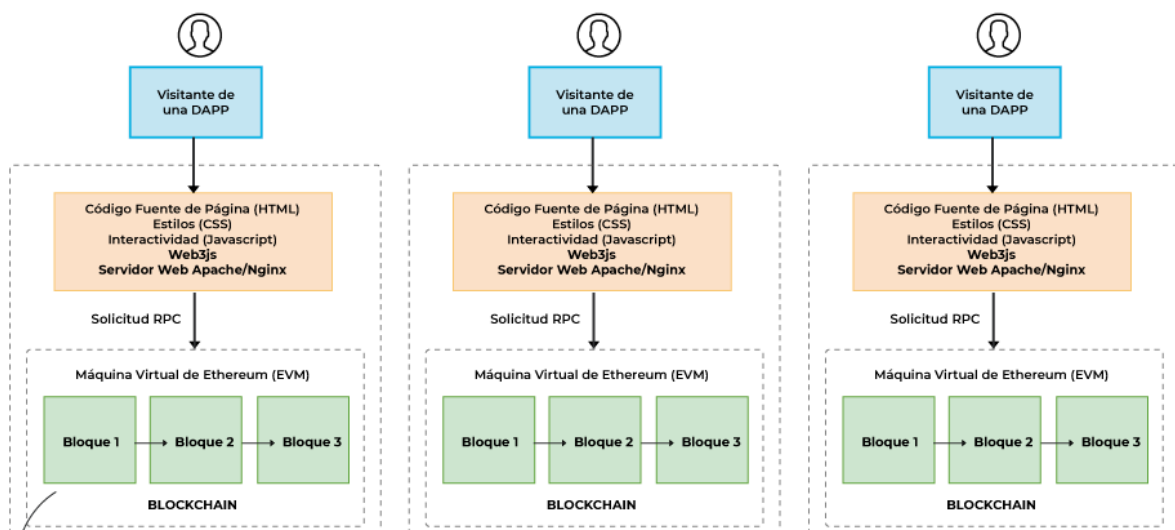 Visitante de
una DAPP
Código Fuente de Página (HTML)
Estilos (CSS)
Interactividad (Javascript)
Web3js
Servidor Web Apache/Nginx
Solicitud RPC
Máquina Virtual de Ethereum (EVM)
Bloque 1
Bloque 2
Bloque 3
BLOCKCHAIN
Visitante de
una DAPP
Código Fuente de Página (HTML)
Estilos (CSS)
Interactividad (Javascript)
Web3js
Servidor Web Apache/Nginx
Solicitud RPC
Máquina Virtual de Ethereum (EVM)
Bloque 1
Bloque 2
Bloque 3
BLOCKCHAIN
Visitante de
una DAPP
Código Fuente de Página (HTML)
Estilos (CSS)
Interactividad (Javascript)
Web3js
Servidor Web Apache/Nginx
Solicitud RPC
Máquina Virtual de Ethereum (EVM)
Bloque 1
Bloque 2
Bloque 3
BLOCKCHAIN